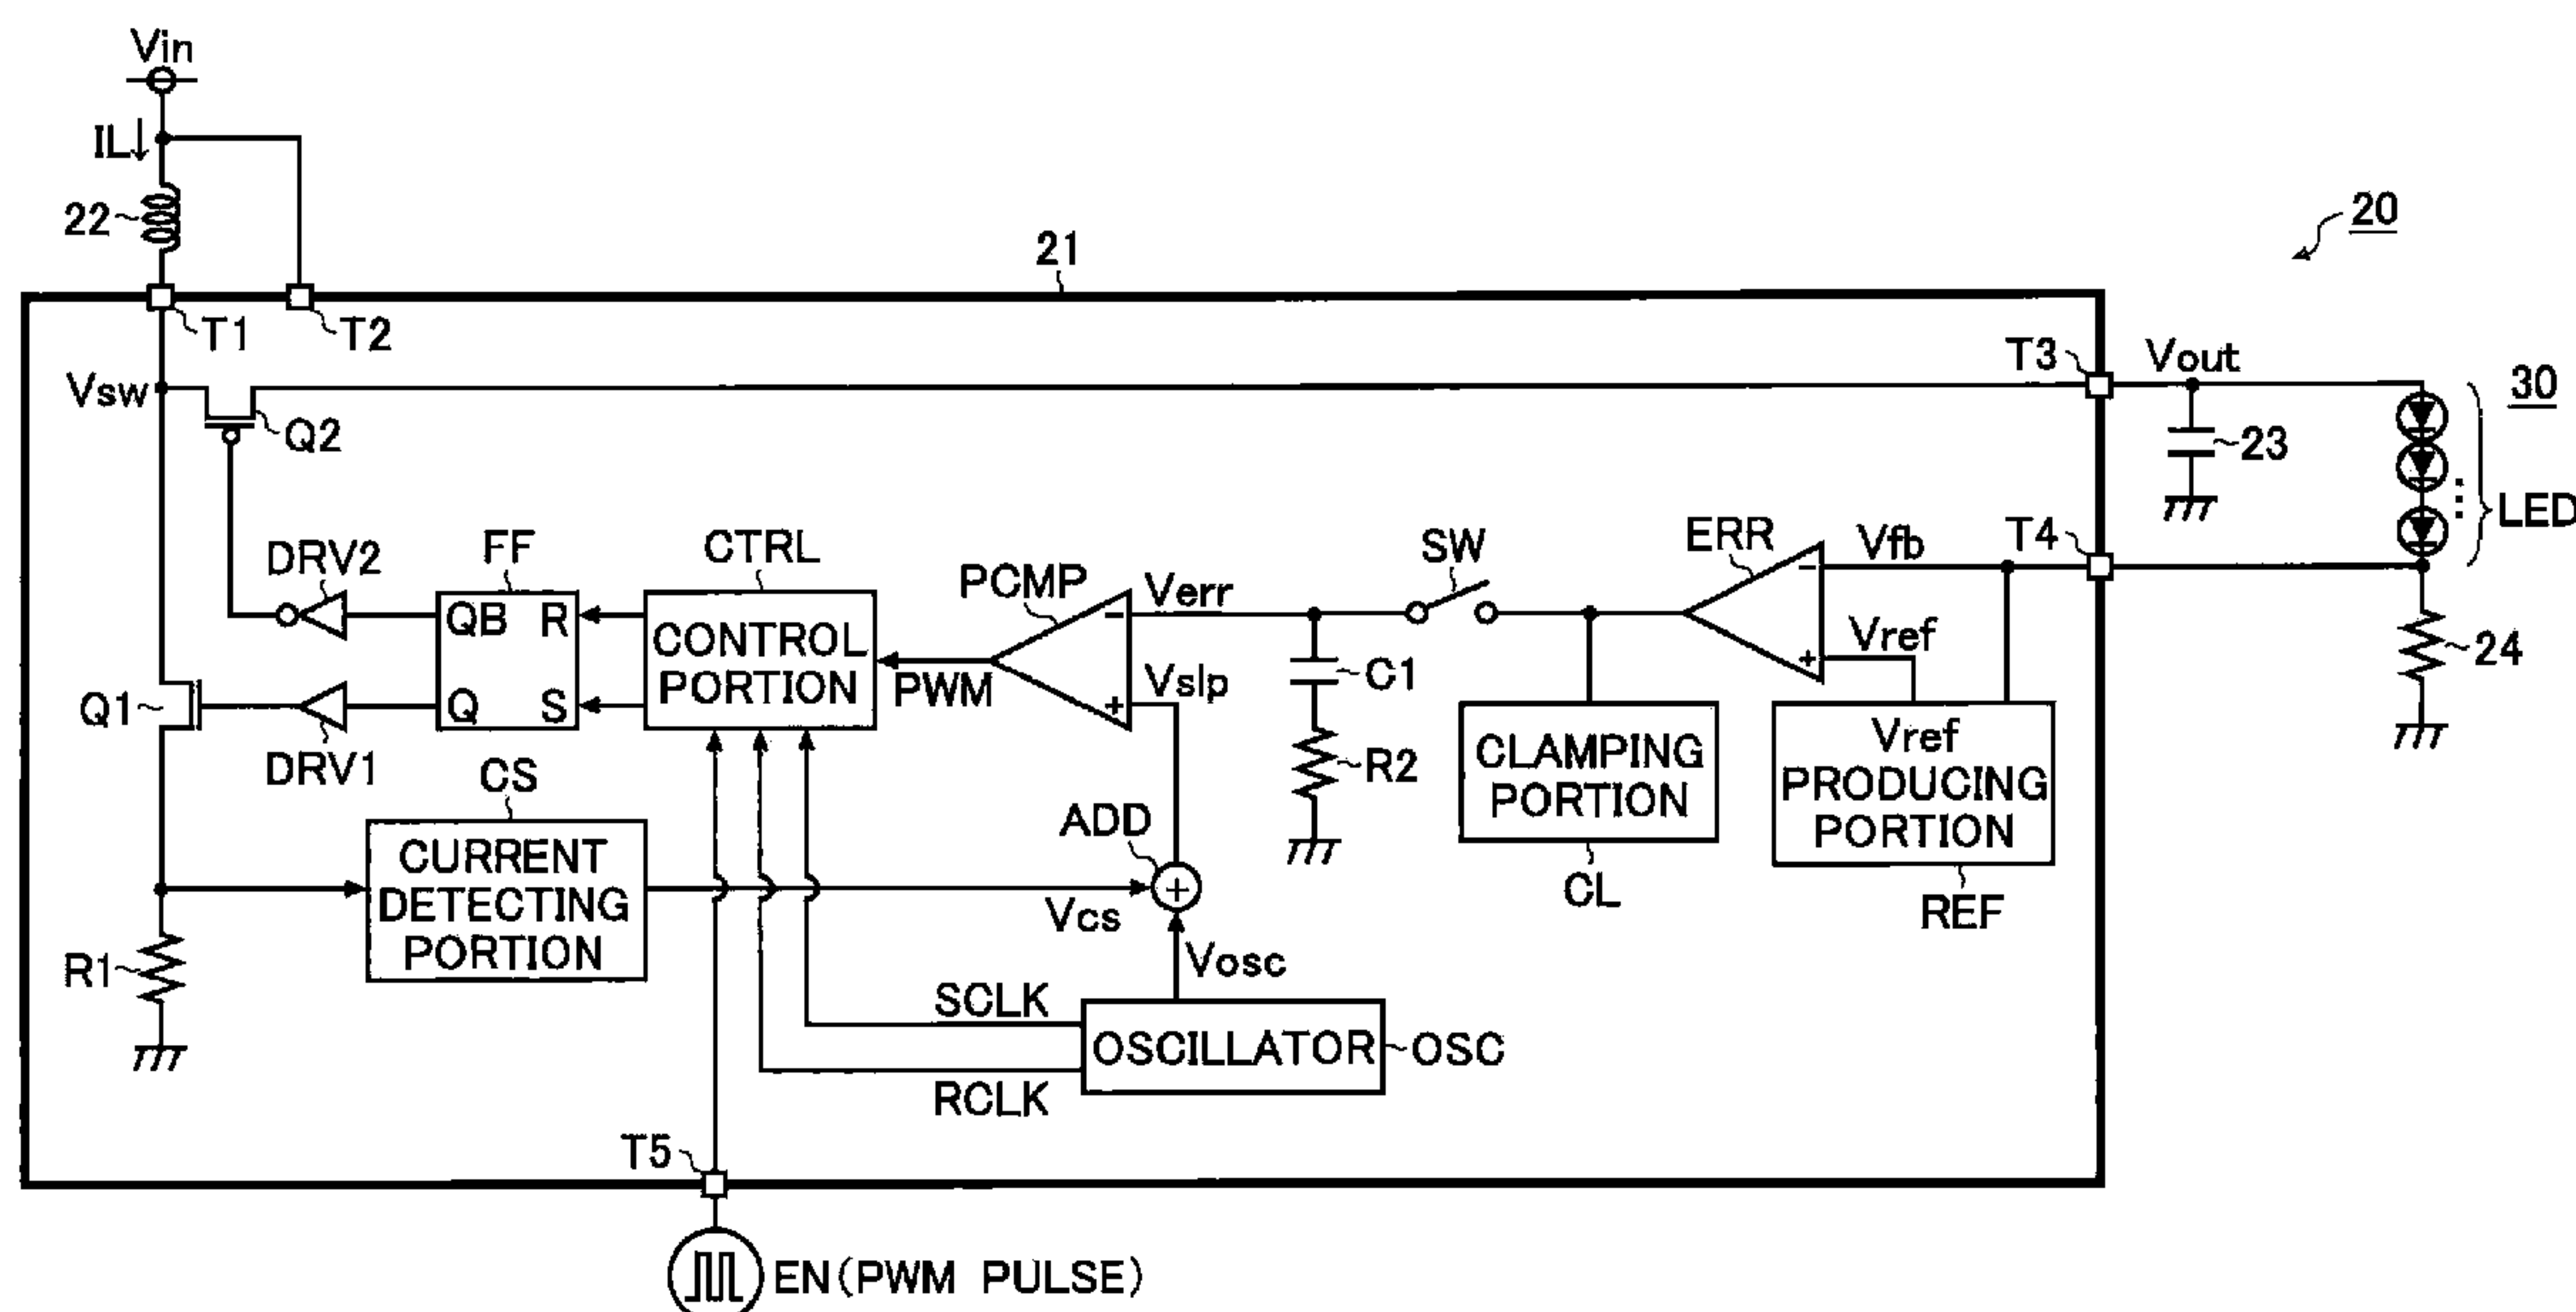 Vin
IL
22
21
20
T1
T2
T3
Vout
30
Vsw
Q2
23
LED
DRV2
FF
CTRL
PCMP
Verr
SW
ERR
Vfb
T4
QB R
CONTROL
PORTION
PWM
Vslp
C1
Vref
24
Q1
Q S
DRV1
CS
CURRENT
DETECTING
PORTION
ADD
R2
CLAMPING
PORTION
CL
Vref
PRODUCING
PORTION
REF
Vcs
Vosc
R1
SCLK
OSCILLATOR
OSC
RCLK
T5
EN(PWM PULSE)